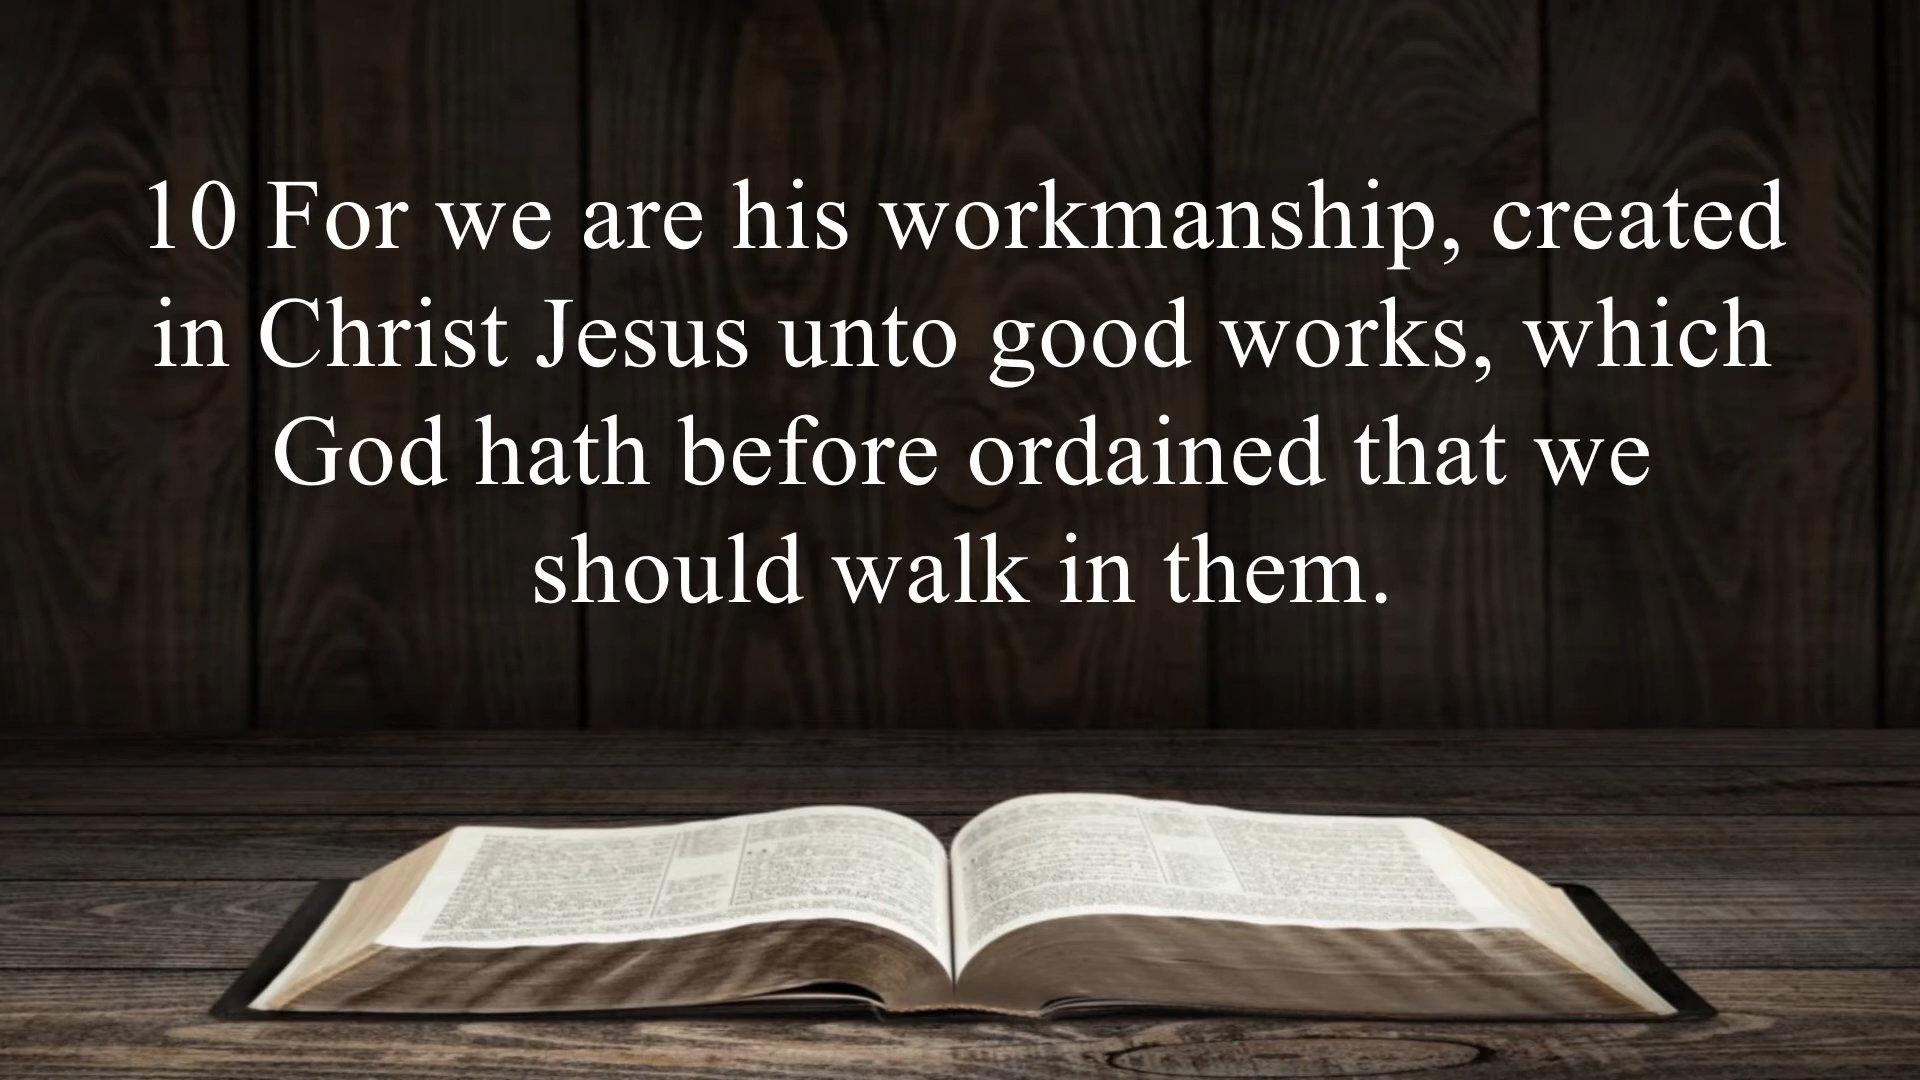 10 For we are his workmanship, created
in Christ Jesus unto good works, which
God hath before ordained that we
should walk in them.